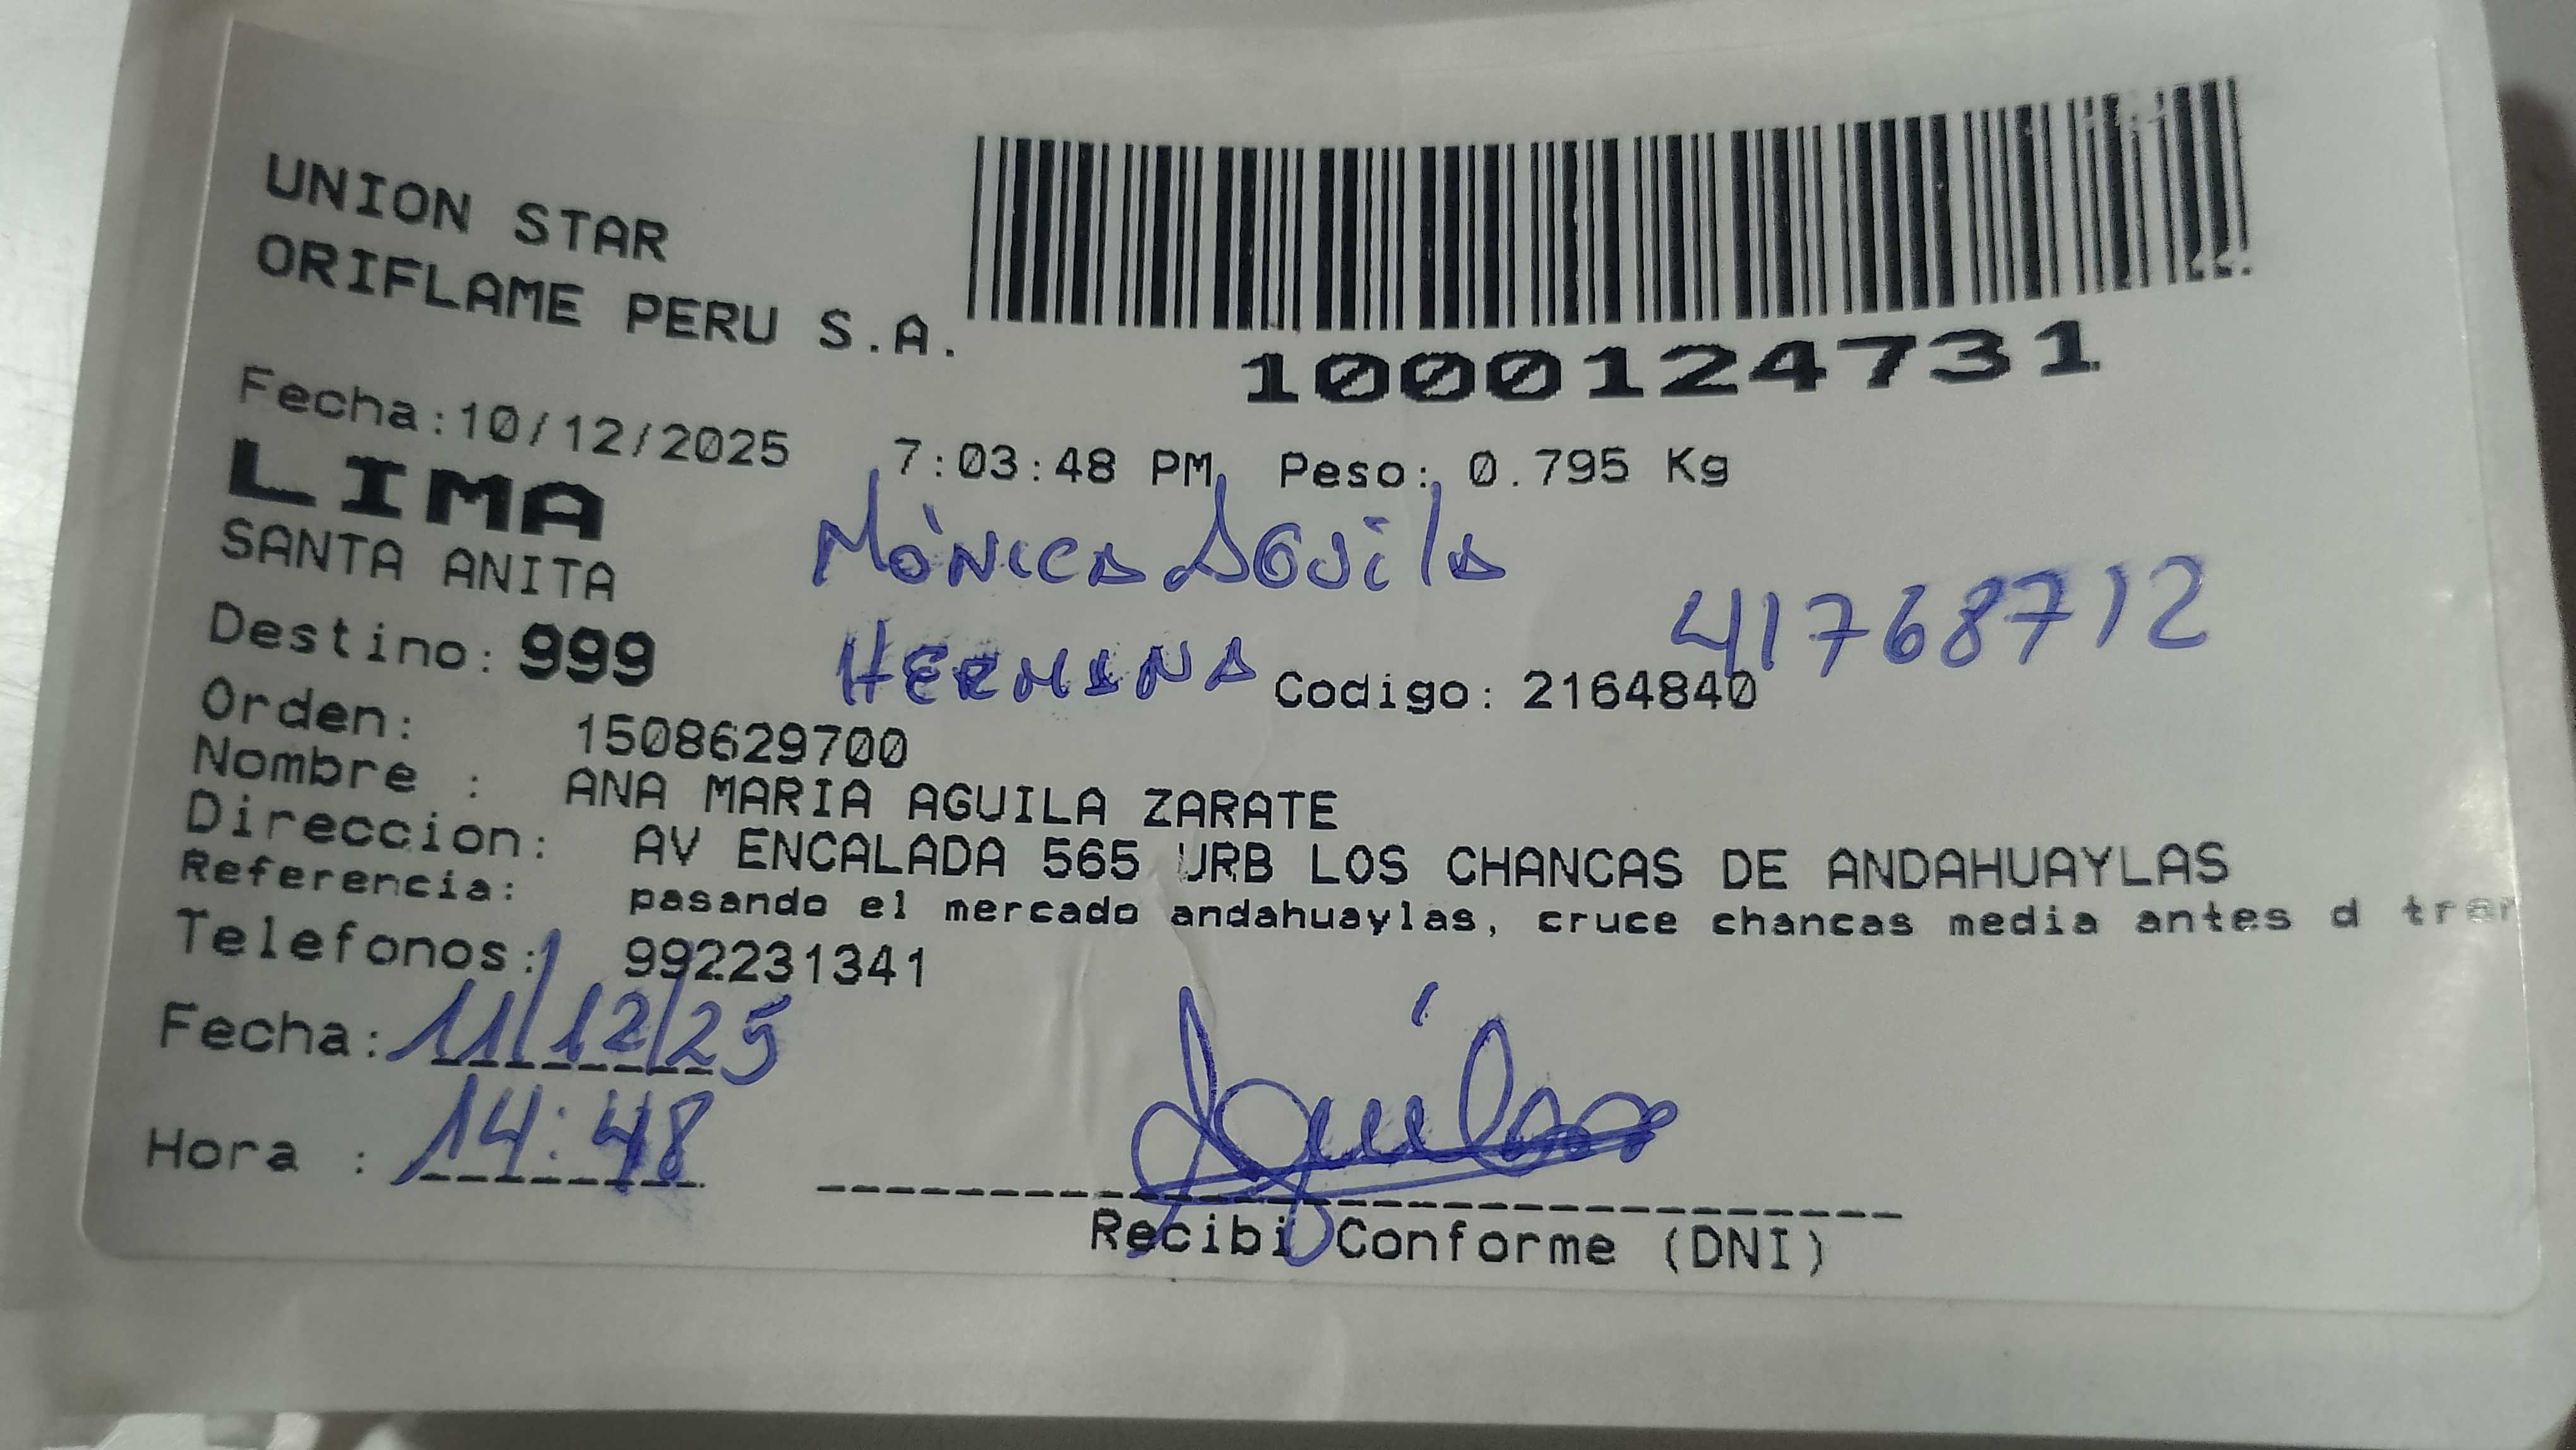 UNION STAR
ORIFLAME PERU S.A.
1000124731
Fecha:10/12/2025 7:03:48 PM Peso: 0.795 Kg
LIMA
SANTA ANITA
Mònica Aguila
41768712
Destino: 999
HERMANA
Codigo: 2164840
Orden: 1508629700
Nombre : ANA MARIA AGUILA ZARATE
Direccion: AV ENCALADA 565 URB LOS CHANCAS DE ANDAHUAYLAS
Referencia: pasando el mercado andahuaylas, cruce chancas media antes d
Telefonos: 992231341
Fecha: 11/12/25
Hora : 14:48
Recibi Conforme (DNI)